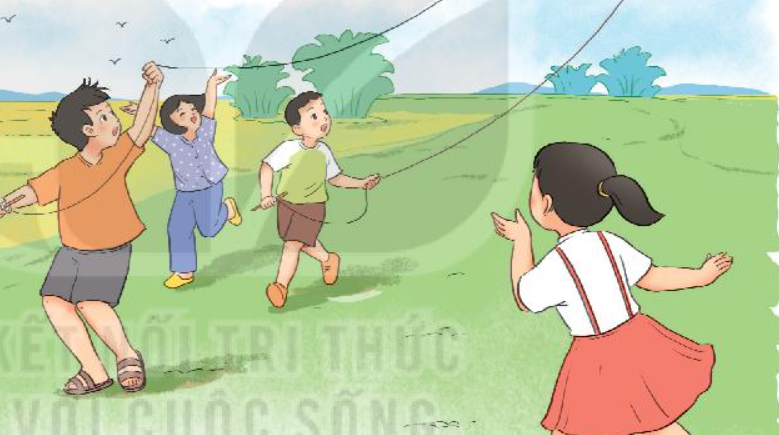 KẾT NỐI TRI THỨC
VỚI CUỘC SỐNG